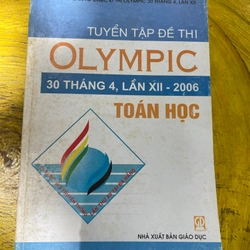 TUYỂN TẬP ĐỀ THI
OLYMPIC
30 THÁNG 4, LẦN XII - 2006
TOÁN HỌC
NHÀ XUẤT BẢN GIÁO DỤC